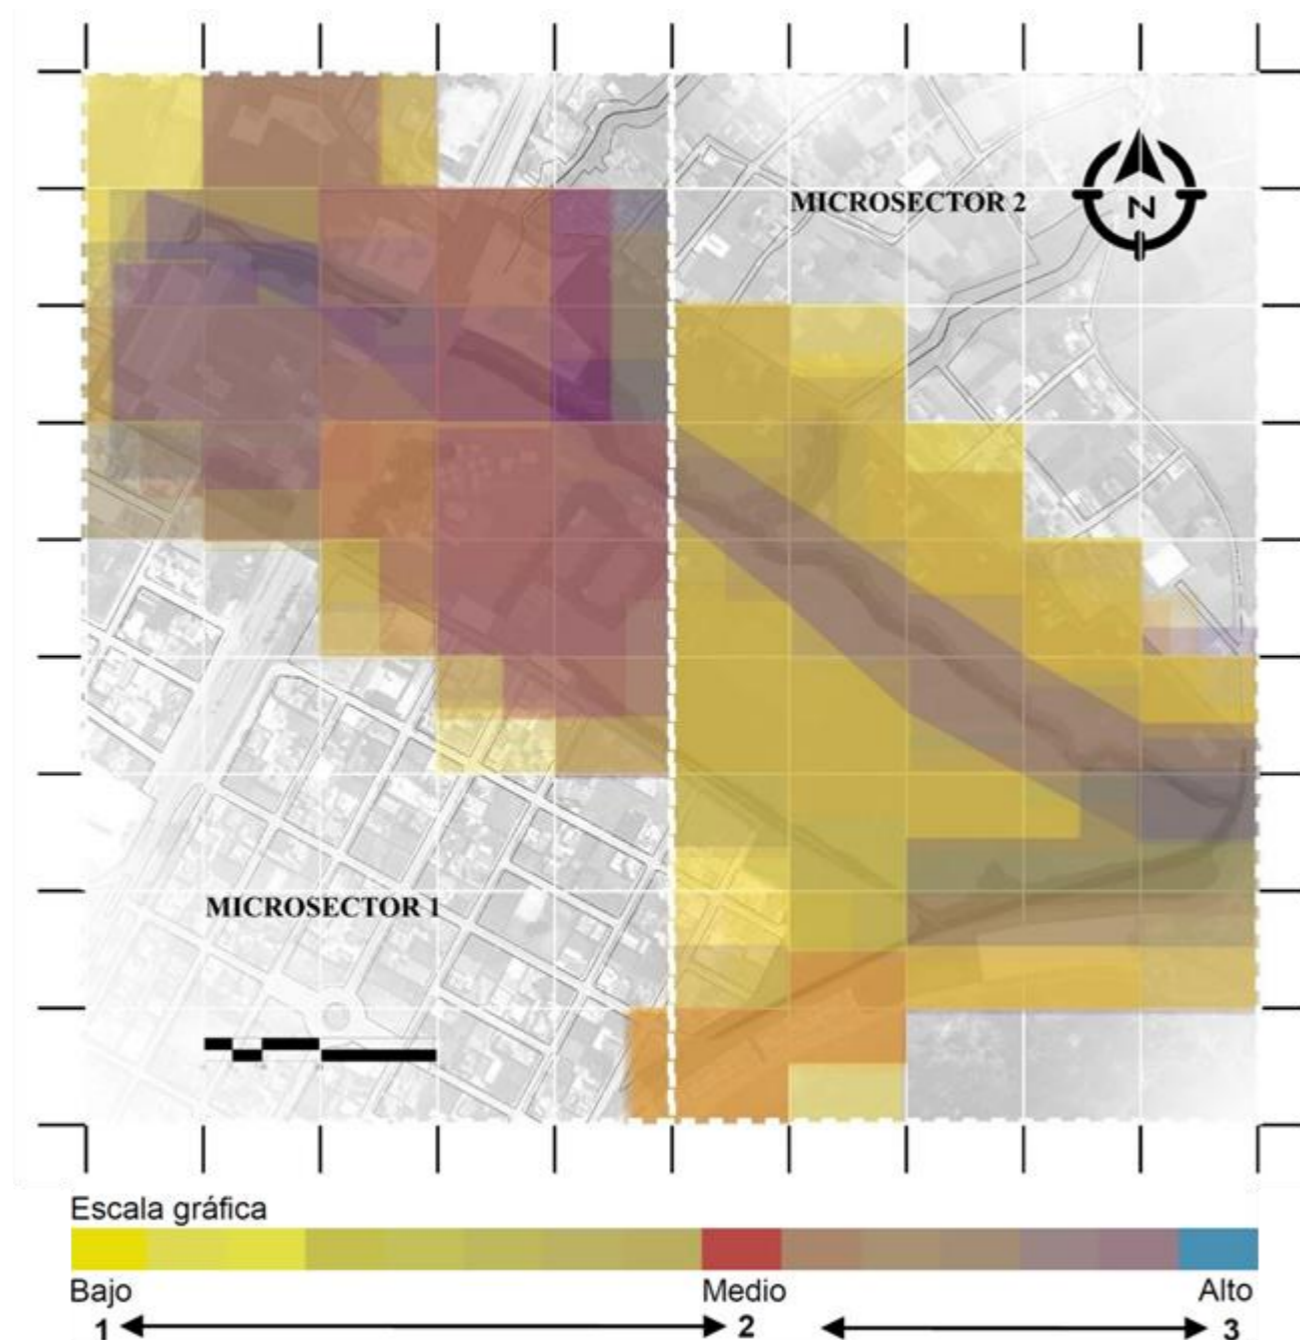 MICROSECTOR 2
N
MICROSECTOR 1
Escala gráfica
Bajo Medio Alto
1 2 3